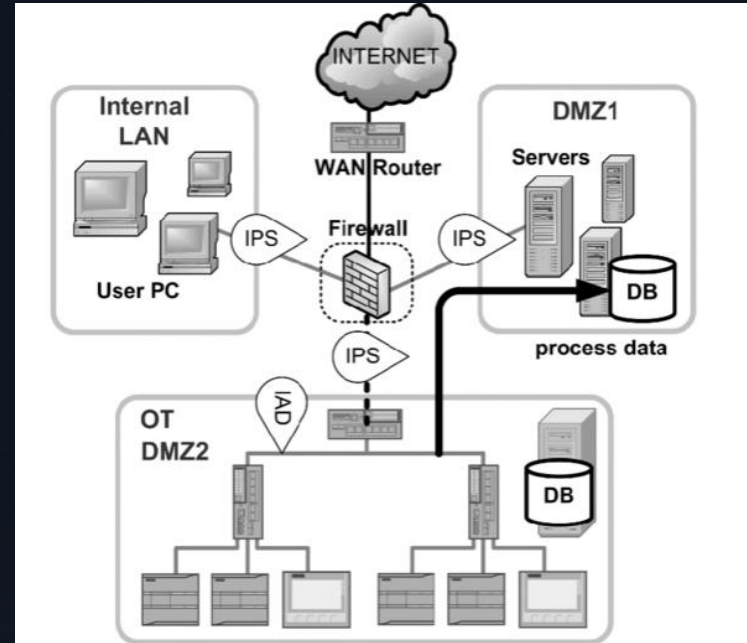 INTERNET
Internal
LAN
DMZ1
WAN Router
Servers
IPS
Firewall
IPS
User PC
DB
IPS
process data
IAD
OT
DMZ2
DB